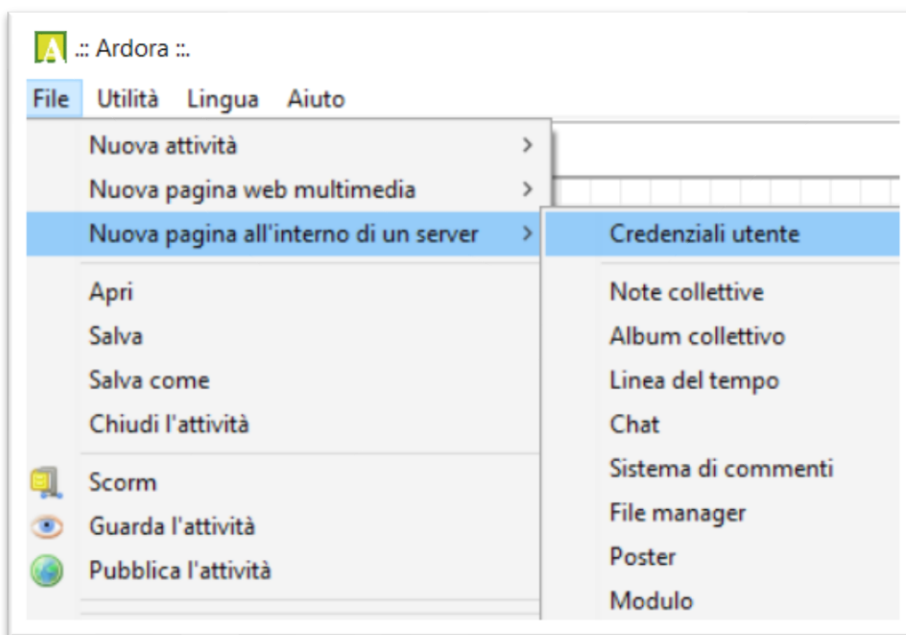 .:: Ardora ::.
File Utilità Lingua Aiuto
Nuova attività
Nuova pagina web multimedia
Nuova pagina all'interno di un server
Apri
Salva
Salva come
Chiudi l'attività
Scorm
Guarda l'attività
Pubblica l'attività
Credenziali utente
Note collettive
Album collettivo
Linea del tempo
Chat
Sistema di commenti
File manager
Poster
Modulo